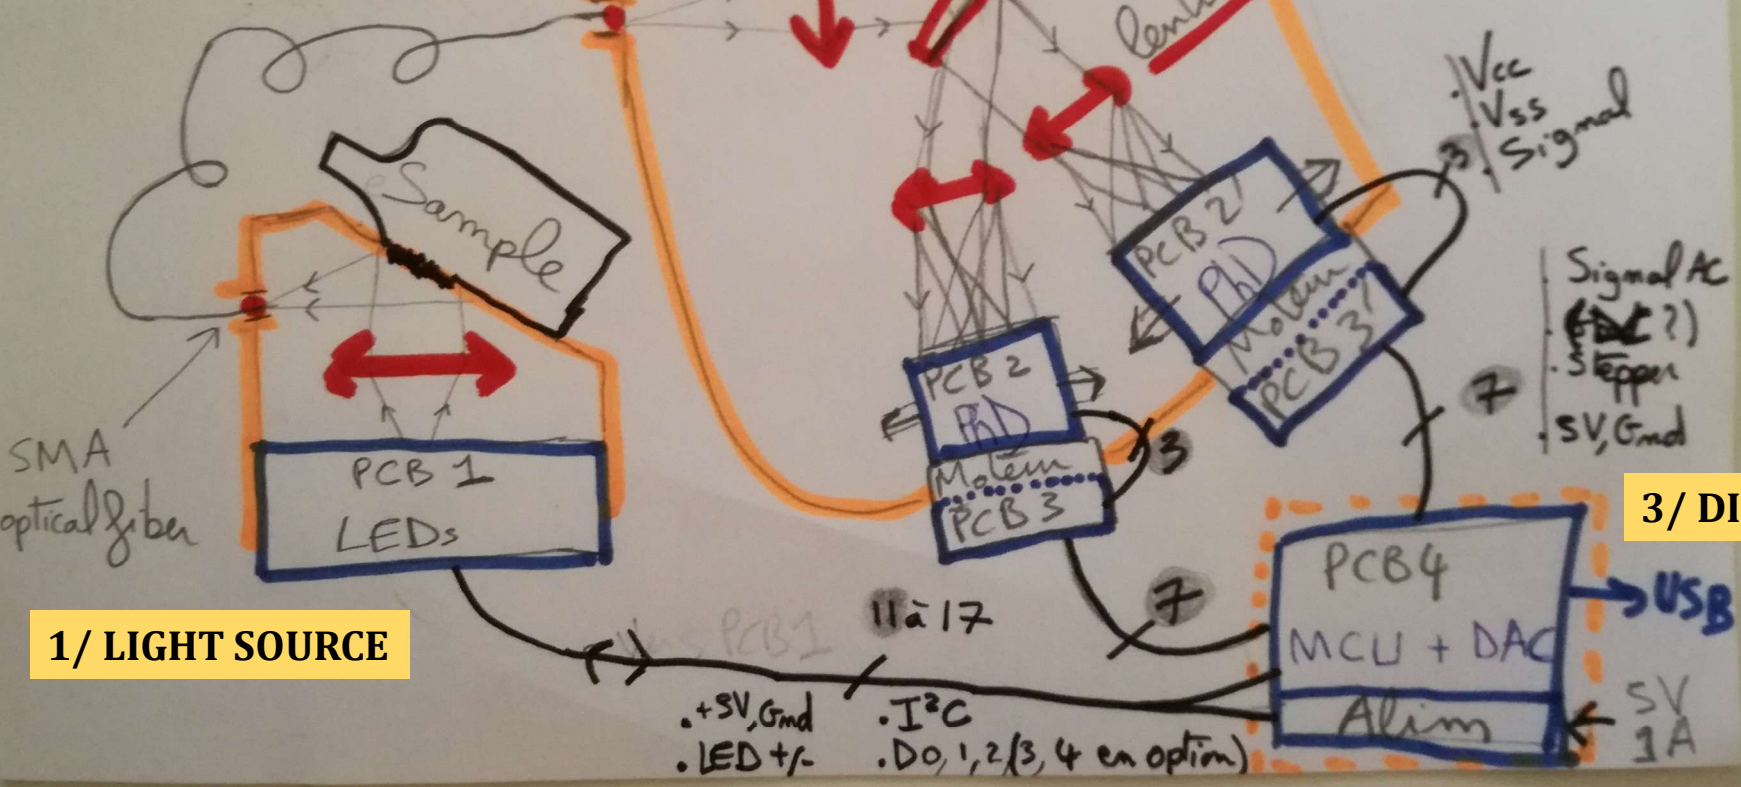 Vcc
Vss
Signal
3
Sample
PCB 2'
PhD
Moteur
PCB 3'
Signal AC
?)
Stepper
5V, Gnd
7
PCB 2
PhD
Moteur
PCB 3
3
SMA
optical fiber
PCB 1
LEDs
3/ DI
PCB4
MCU + DAC
Alim
USB
5V
1A
7
11 à 17
Vers PCB1
1/ LIGHT SOURCE
. +5V, Gnd
. LED +/-
. I²C
. D0, 1, 2 (3, 4 en option)